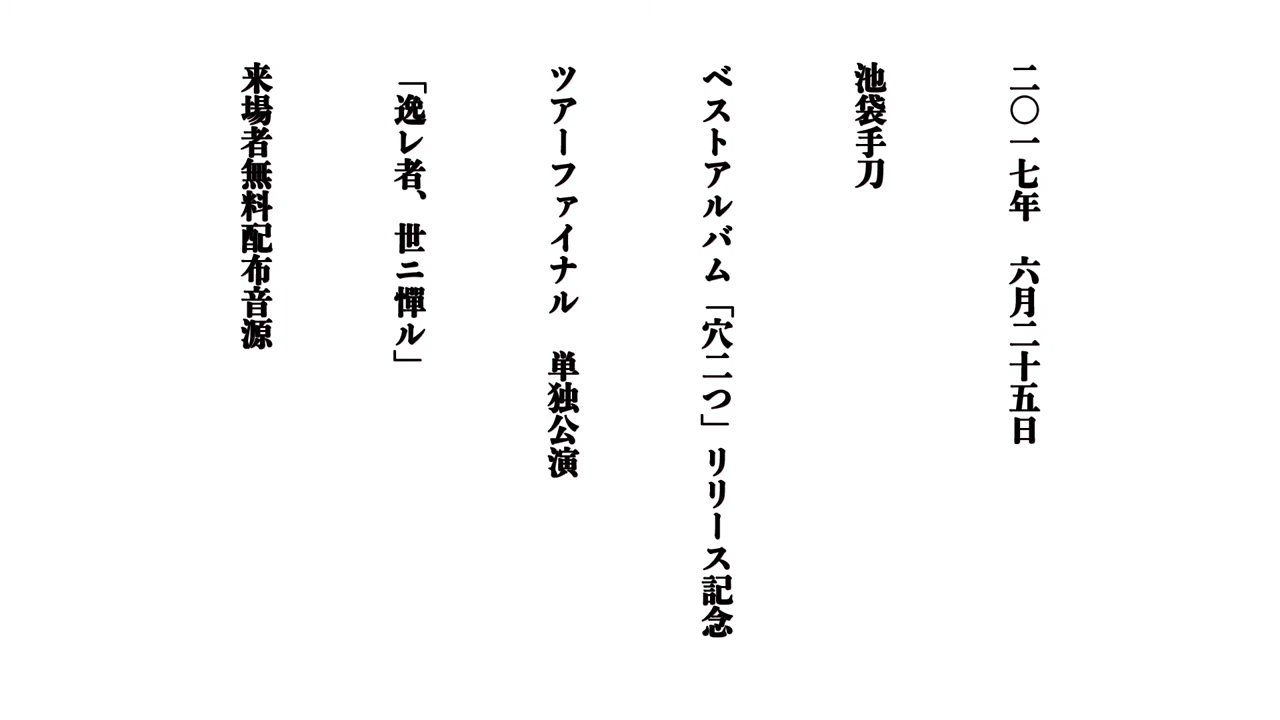 二〇一七年　六月二十五日
池袋手刀
ベストアルバム「穴二つ」リリース記念
ツアーファイナル　単独公演
「逸レ者、世ニ憚ル」
来場者無料配布音源